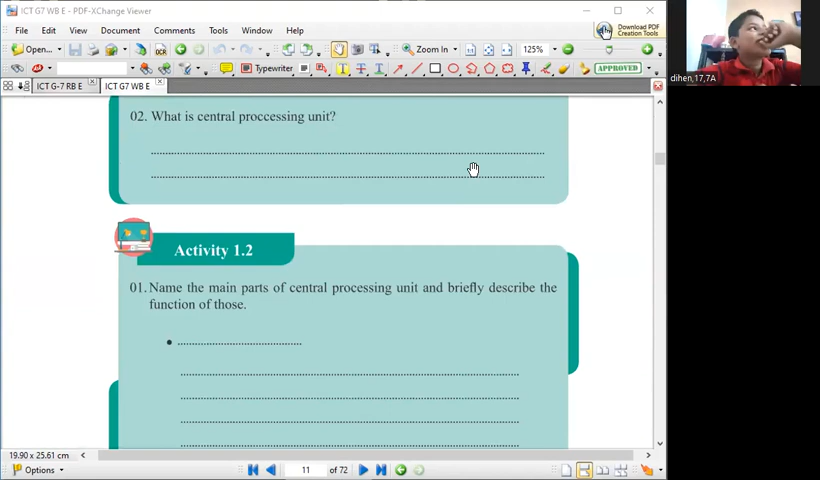 ICT G7 WB E - PDF-XChange Viewer
File Edit View Document Comments Tools Window Help
Download PDF
Creation Tools
Open...
OCR
Zoom In
125%
Typewriter
APPROVED
ICT G-7 RB E
ICT G7 WB E
dihen,17,7A
02. What is central proccessing unit?
Activity 1.2
01. Name the main parts of central processing unit and briefly describe the
function of those.
19.90 x 25.61 cm
Options
11 of 72